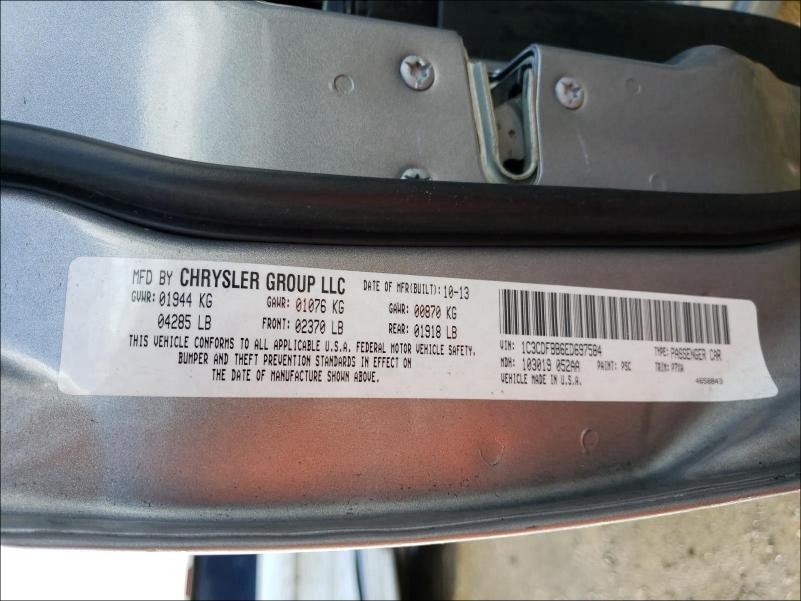 MFD BY CHRYSLER GROUP LLC DATE OF MFR(BUILT): 10-13
GVWR: 01944 KG GAWR: 01076 KG GAWR: 00870 KG
04285 LB FRONT: 02370 LB REAR: 01918 LB
THIS VEHICLE CONFORMS TO ALL APPLICABLE U.S.A. FEDERAL MOTOR VEHICLE SAFETY,
BUMPER AND THEFT PREVENTION STANDARDS IN EFFECT ON
THE DATE OF MANUFACTURE SHOWN ABOVE.
VIN: 1C3CDFBB6ED697584 TYPE: PASSENGER CAR
MDH: 103019 052AA PAINT: PSC TRIM: P7XA
VEHICLE MADE IN U.S.A. 4658843